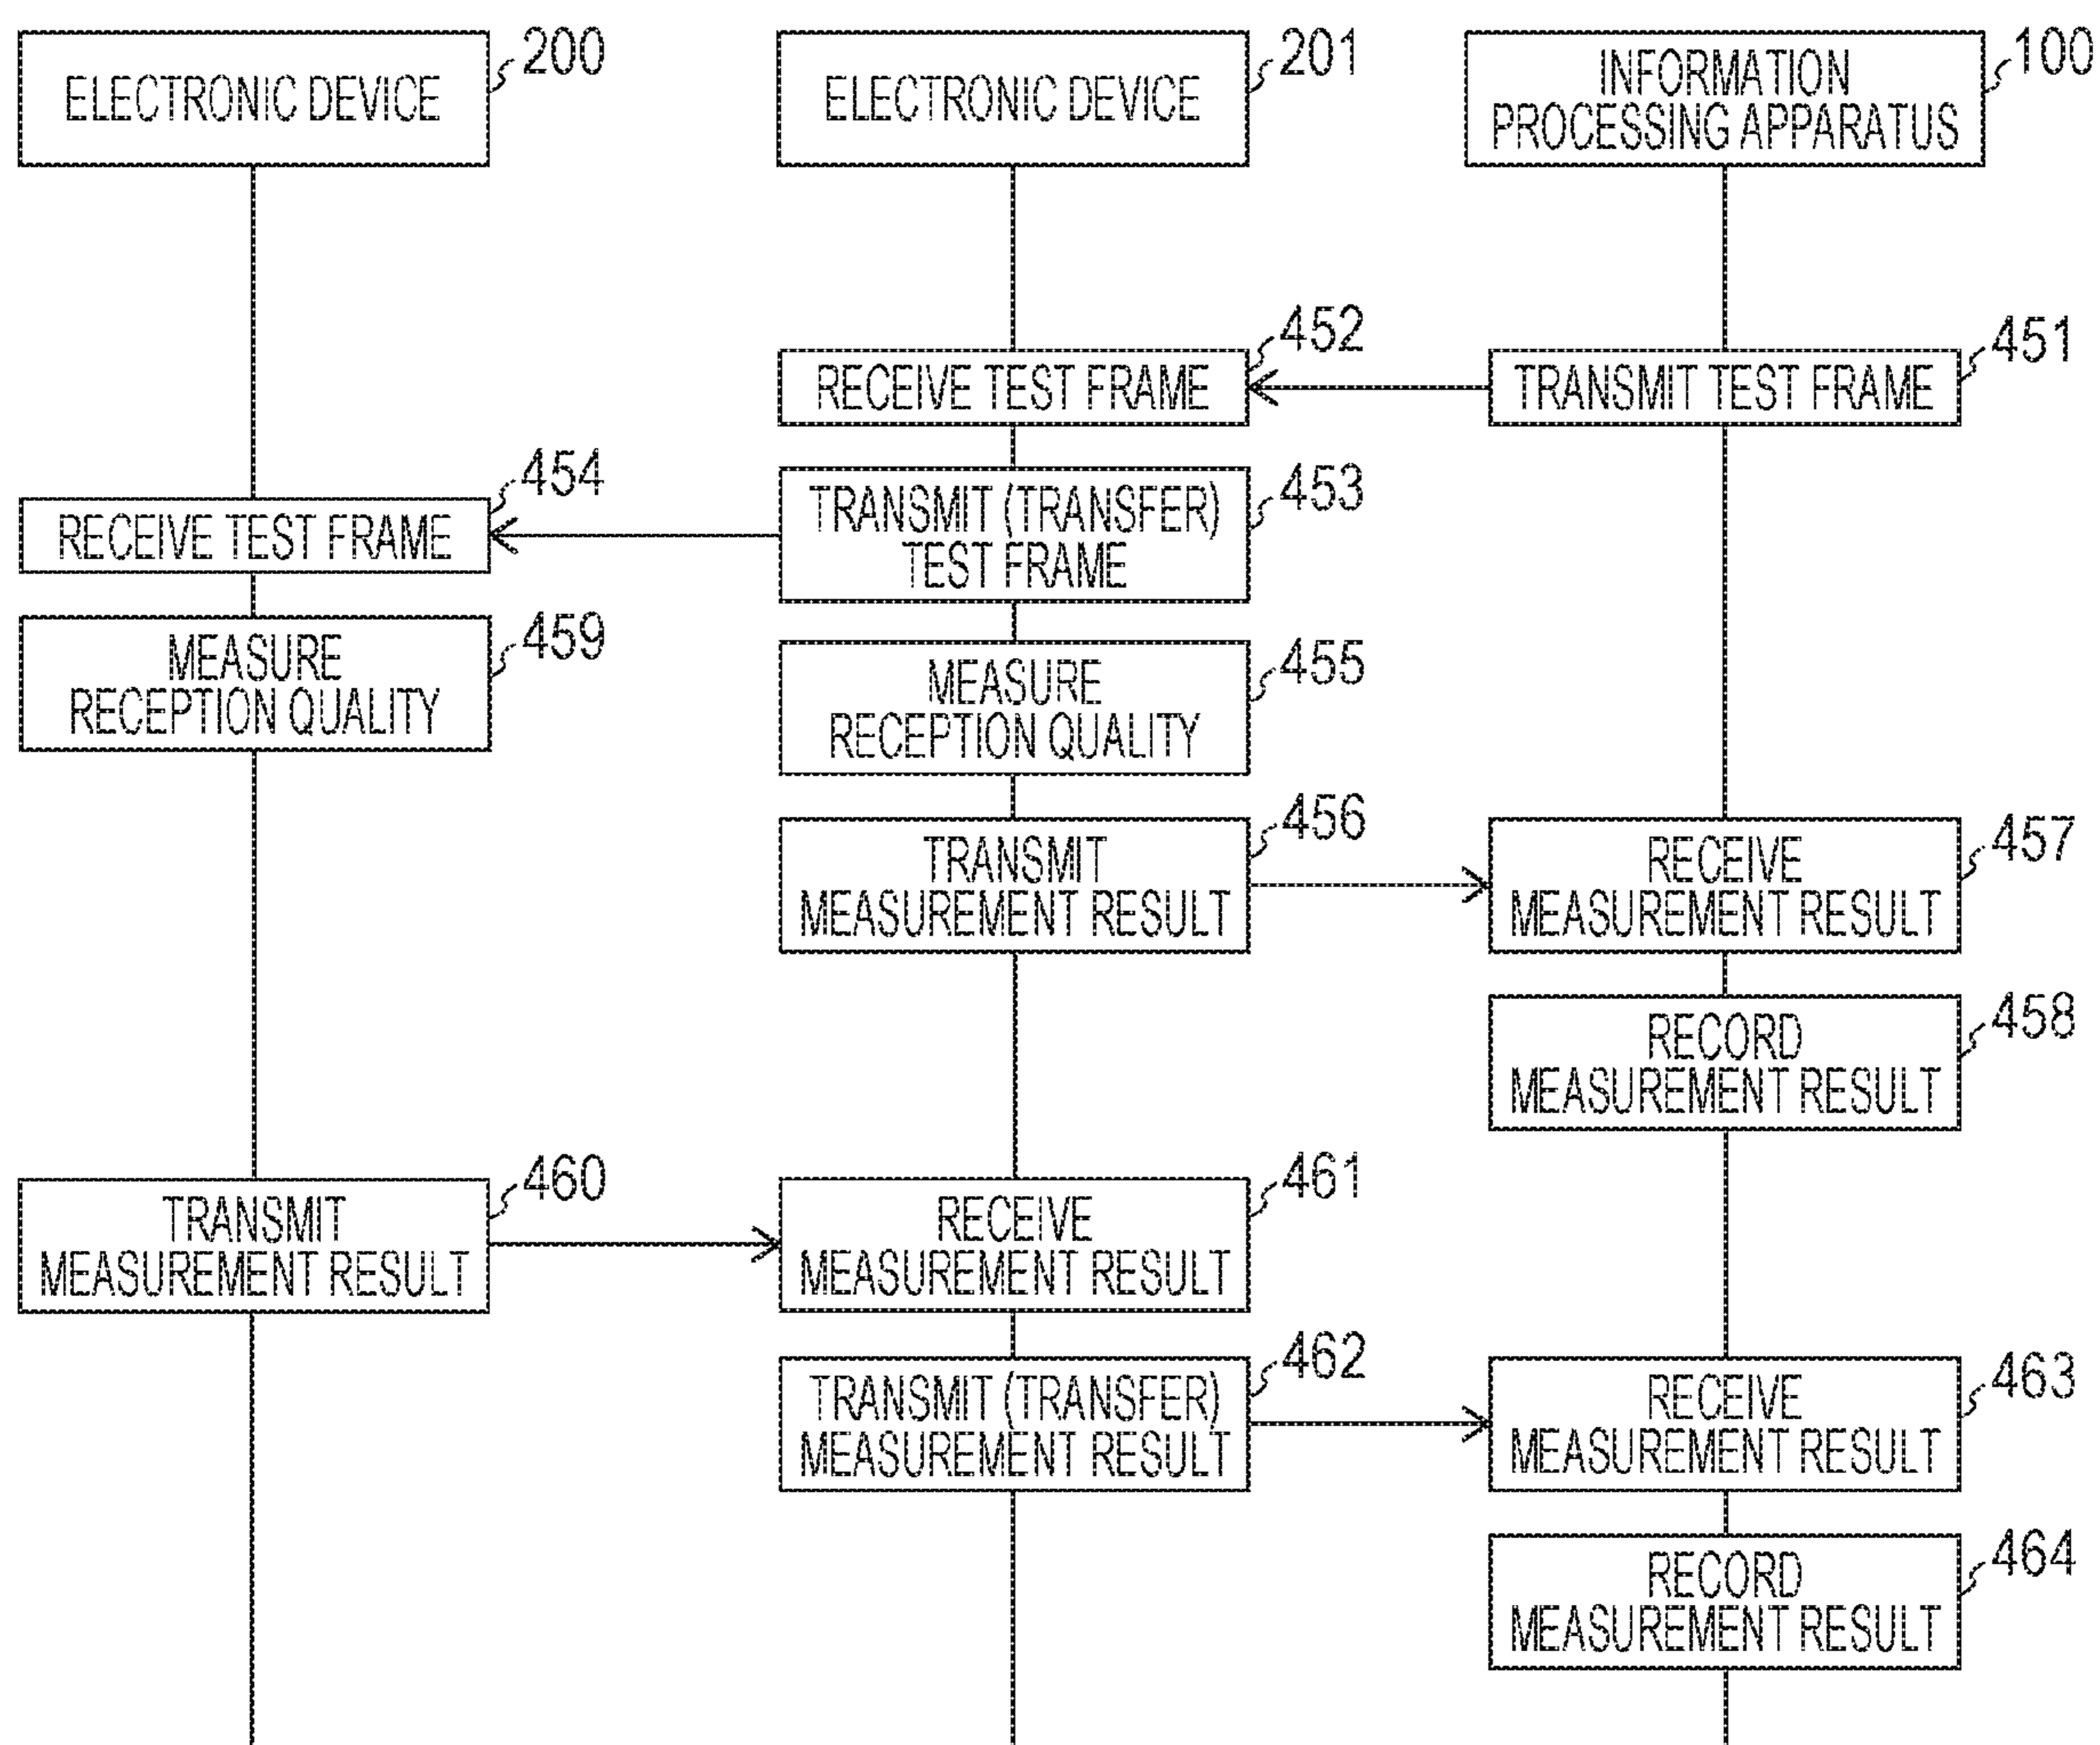 200
ELECTRONIC DEVICE
201
ELECTRONIC DEVICE
100
INFORMATION
PROCESSING APPARATUS
452
RECEIVE TEST FRAME
451
TRANSMIT TEST FRAME
454
RECEIVE TEST FRAME
453
TRANSMIT (TRANSFER)
TEST FRAME
459
MEASURE
RECEPTION QUALITY
455
MEASURE
RECEPTION QUALITY
456
TRANSMIT
MEASUREMENT RESULT
457
RECEIVE
MEASUREMENT RESULT
458
RECORD
MEASUREMENT RESULT
460
TRANSMIT
MEASUREMENT RESULT
461
RECEIVE
MEASUREMENT RESULT
462
TRANSMIT (TRANSFER)
MEASUREMENT RESULT
463
RECEIVE
MEASUREMENT RESULT
464
RECORD
MEASUREMENT RESULT